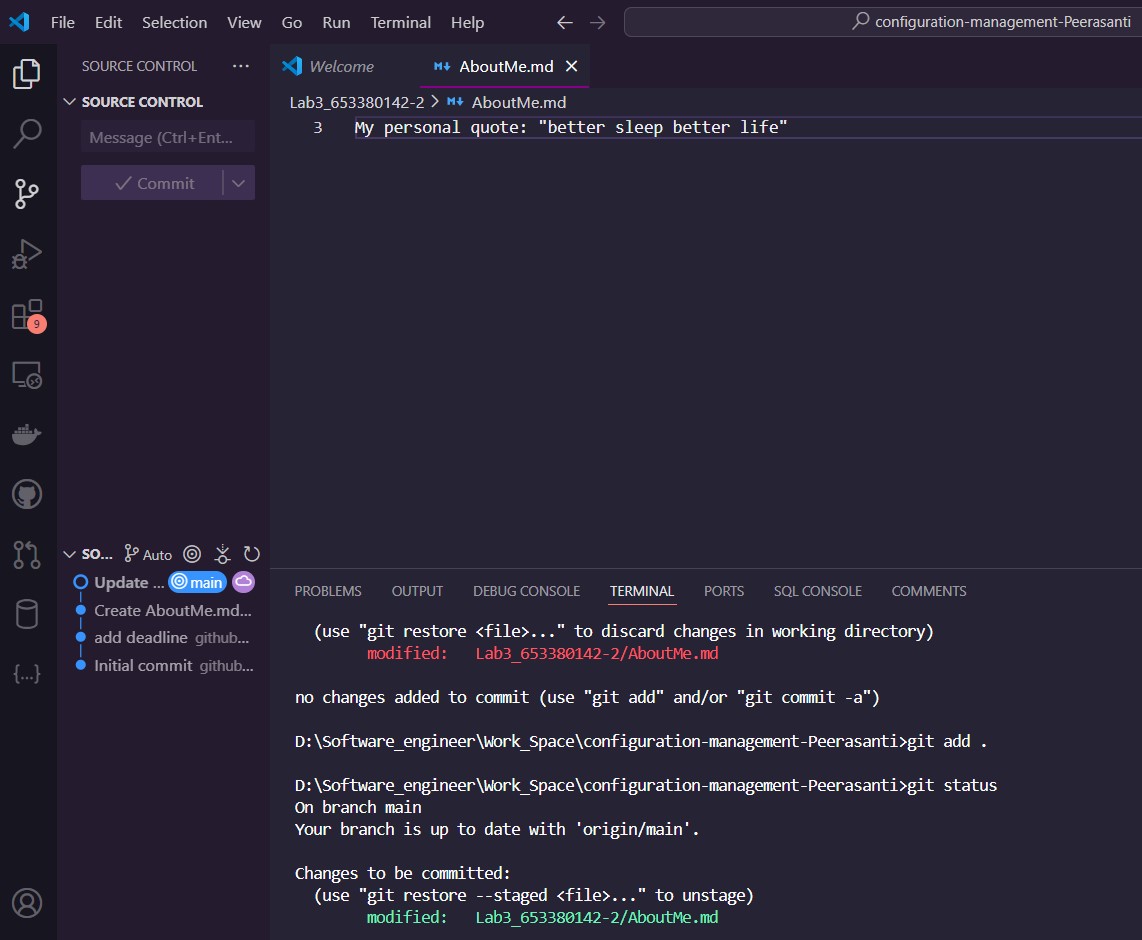 File Edit Selection View Go Run Terminal Help
configuration-management-Peerasanti
SOURCE CONTROL
Welcome
AboutMe.md
SOURCE CONTROL
Lab3_653380142-2 > AboutMe.md
Message (Ctrl+Ent...
3 My personal quote: "better sleep better life"
Commit
9
SO... Auto
Update ... main
Create AboutMe.md...
add deadline github...
Initial commit github...
PROBLEMS OUTPUT DEBUG CONSOLE TERMINAL PORTS SQL CONSOLE COMMENTS
(use "git restore <file>..." to discard changes in working directory)
modified: Lab3_653380142-2/AboutMe.md
no changes added to commit (use "git add" and/or "git commit -a")
D:\Software_engineer\Work_Space\configuration-management-Peerasanti>git add .
D:\Software_engineer\Work_Space\configuration-management-Peerasanti>git status
On branch main
Your branch is up to date with 'origin/main'.
Changes to be committed:
(use "git restore --staged <file>..." to unstage)
modified: Lab3_653380142-2/AboutMe.md